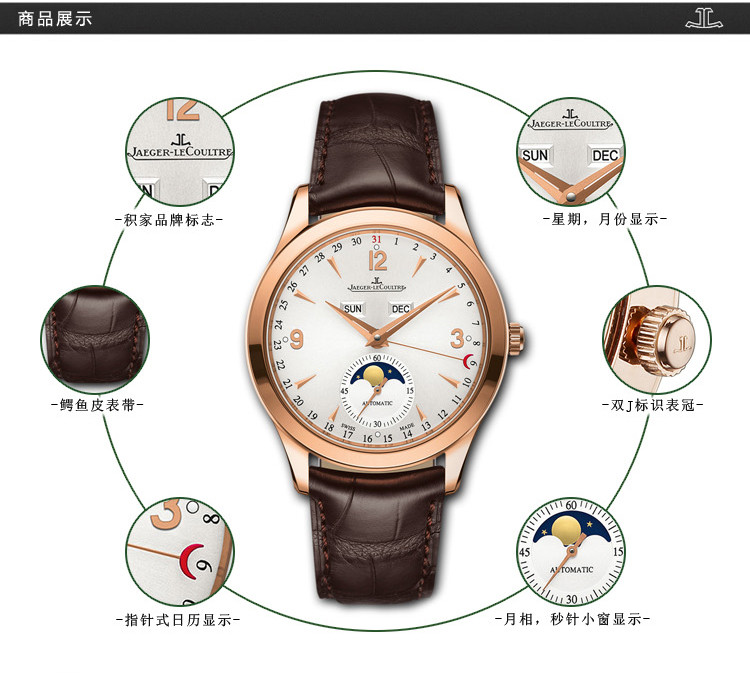 商品展示
12
JAEGER-LECOULTRE
-积家品牌标志-
JAEGER-LECOULTRE
SUN DEC
-星期，月份显示-
-鳄鱼皮表带-
-双J标识表冠-
31 1 2 3 4 5 6 7 8 9 10 11 12 13 14 15 16 17 18 19 20 21 22 23 24 25 26 27 28 29 30
12
JAEGER-LECOULTRE
SUN DEC
9 3
60
45 15
AUTOMATIC
30
SWISS MADE
3 8 9
-指针式日历显示-
60
45 15
AUTOMATIC
30
-月相，秒针小窗显示-